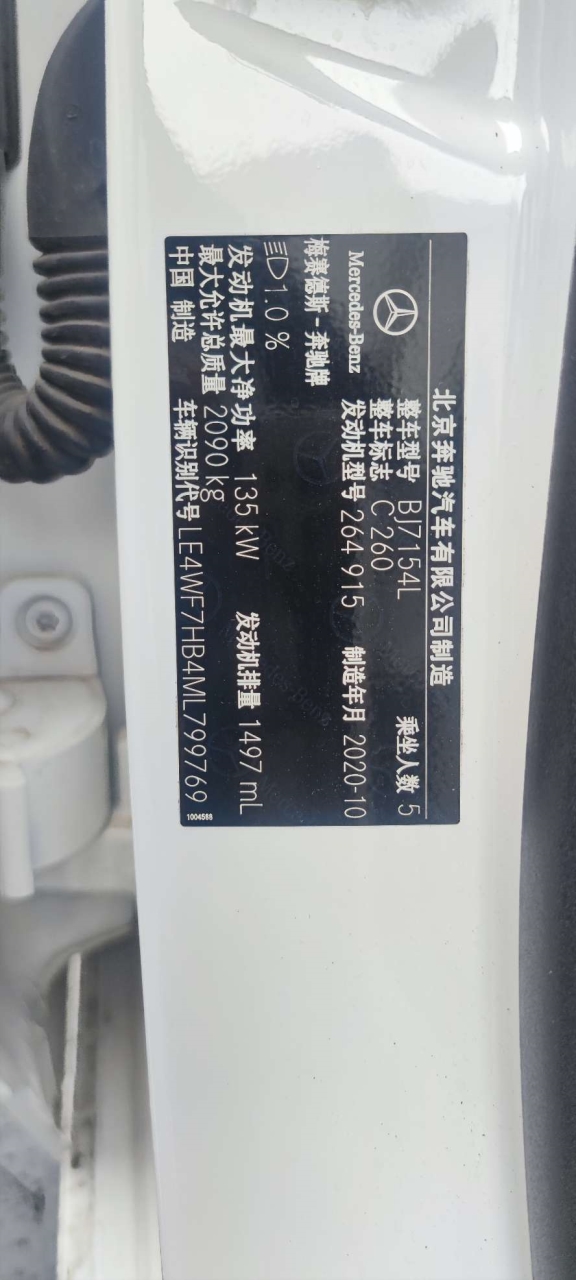 北京奔驰汽车有限公司制造
整车型号 BJ7154L 乘坐人数 5
整车标志 C 260
Mercedes-Benz 发动机型号 264 915 制造年月 2020-10
梅赛德斯-奔驰牌
1.0 %
发动机最大净功率 135 kW 发动机排量 1497 mL
最大允许总质量 2090 kg
中国 制造 车辆识别代号 LE4WF7HB4ML799769
1004568